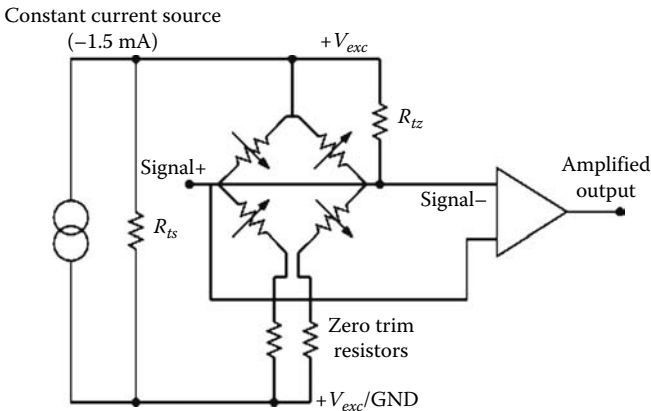 Constant current source
(−1.5 mA)
+Vexc
Rtz
Signal+
Amplified
output
Signal−
Rts
Zero trim
resistors
+Vexc/GND